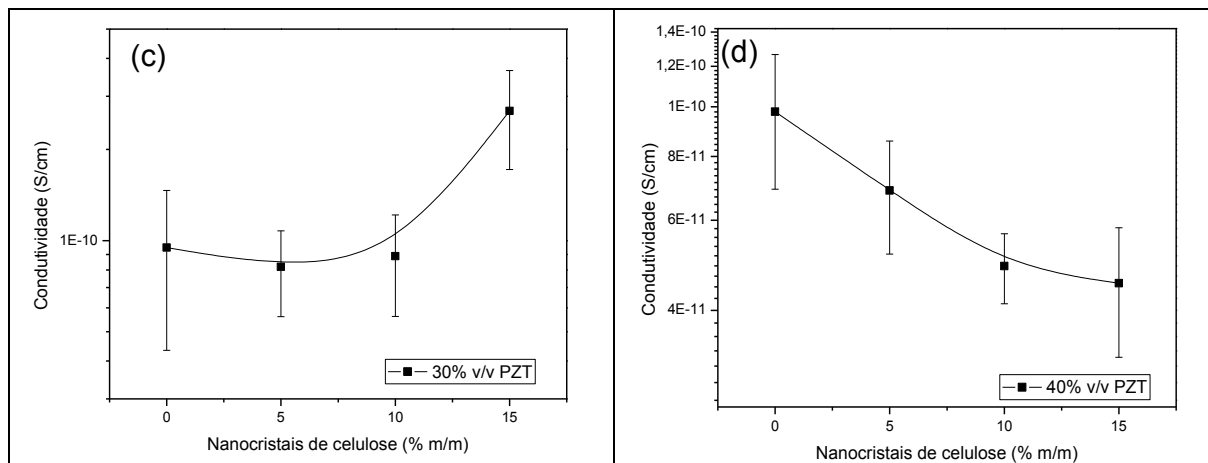 (c)
Condutividade (S/cm)
1E-10
30% v/v PZT
0 5 10 15
Nanocristais de celulose (% m/m)
(d)
Condutividade (S/cm)
1,4E-10
1,2E-10
1E-10
8E-11
6E-11
4E-11
40% v/v PZT
0 5 10 15
Nanocristais de celulose (% m/m)